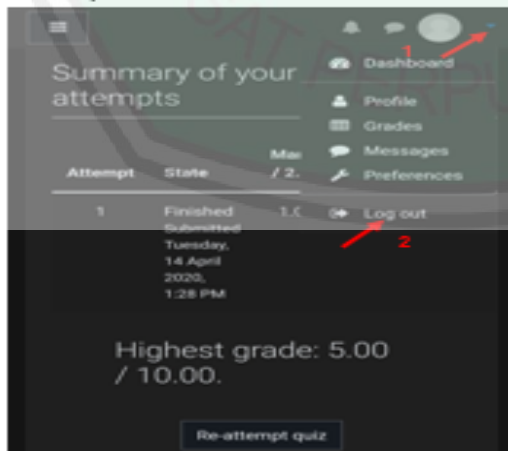 1
Dashboard
Summary of your
attempts
Profile
Grades
Messages
Preferences
Attempt State / 2.
1 Finished
Submitted
Tuesday,
14 April
2020,
1:28 PM
Log out
2
Highest grade: 5.00
/ 10.00.
Re-attempt quiz